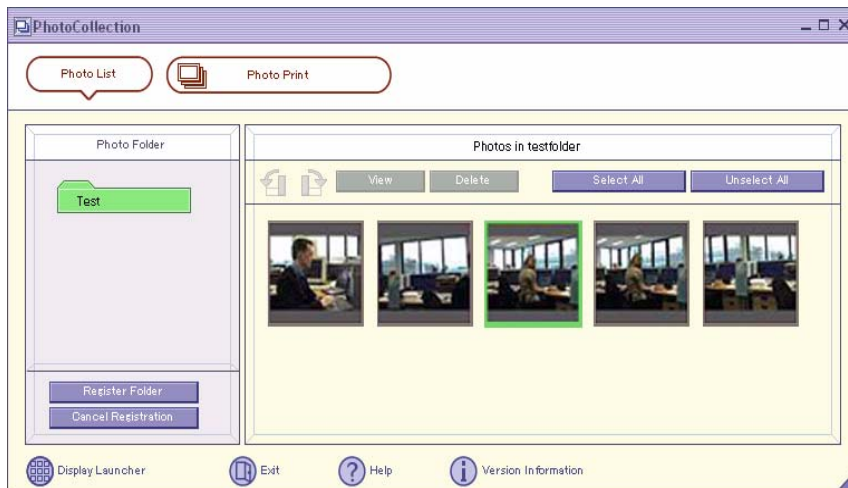 PhotoCollection
Photo List
Photo Print
Photo Folder
Test
Register Folder
Cancel Registration
Photos in testfolder
View
Delete
Select All
Unselect All
Display Launcher
Exit
Help
Version Information